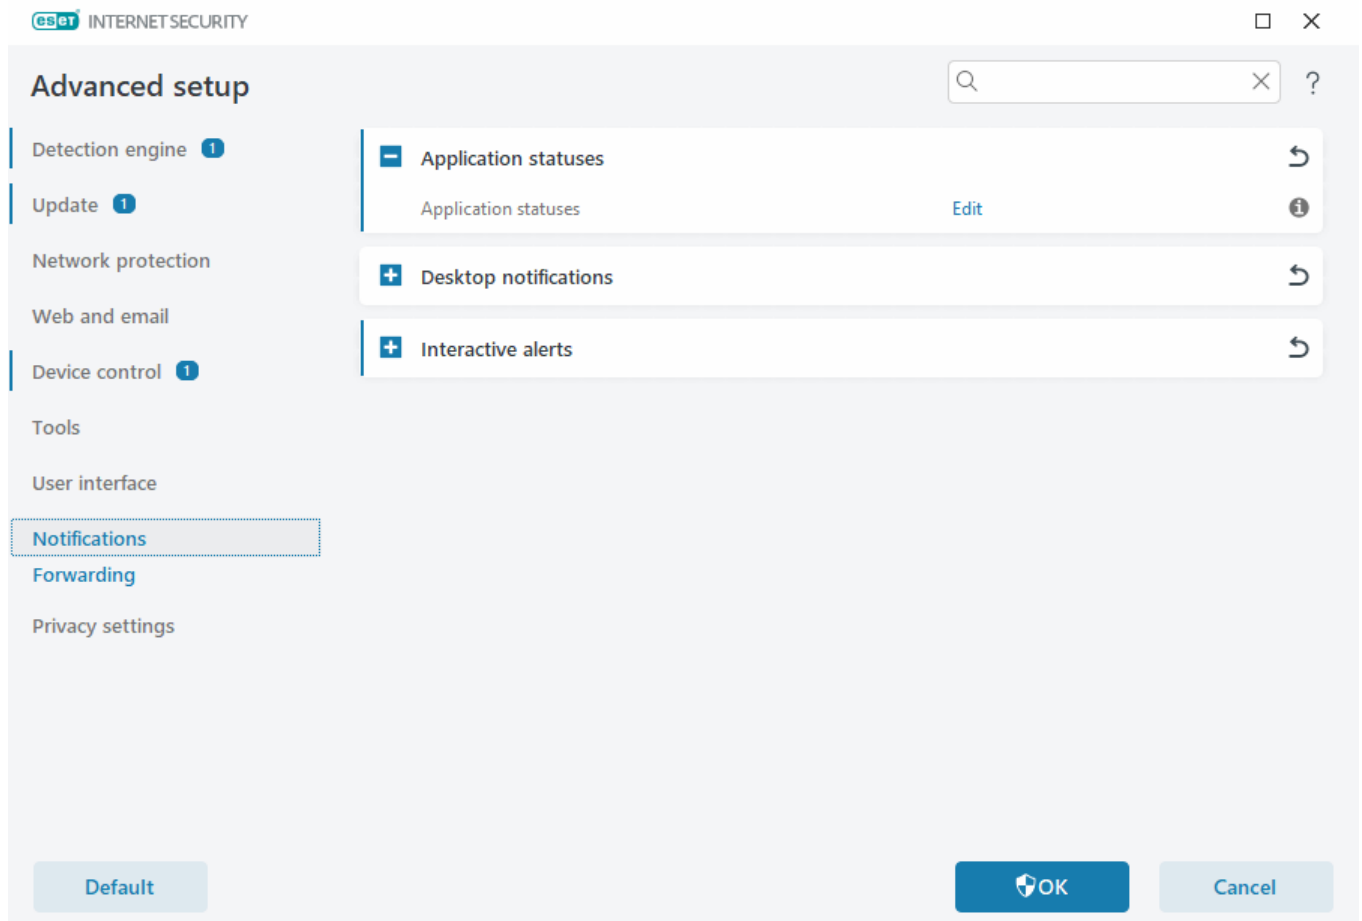 eseT INTERNET SECURITY
Advanced setup
?
Detection engine 1
Update 1
Network protection
Web and email
Device control 1
Tools
User interface
Notifications
Forwarding
Privacy settings
Application statuses
Application statuses Edit
Desktop notifications
Interactive alerts
Default
OK
Cancel